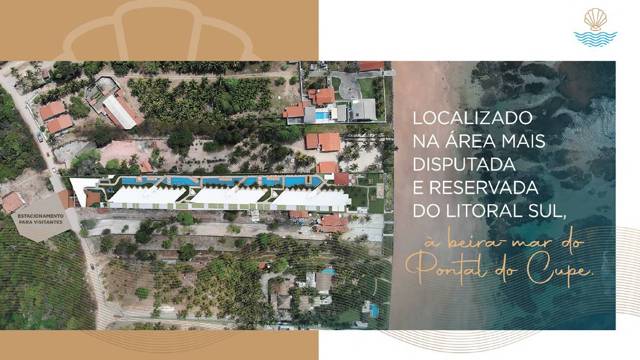 LOCALIZADO
NA ÁREA MAIS
DISPUTADA
E RESERVADA
DO LITORAL SUL,
à beira-mar do
Pontal do Cupe.
ESTACIONAMENTO
PARA VISITANTES